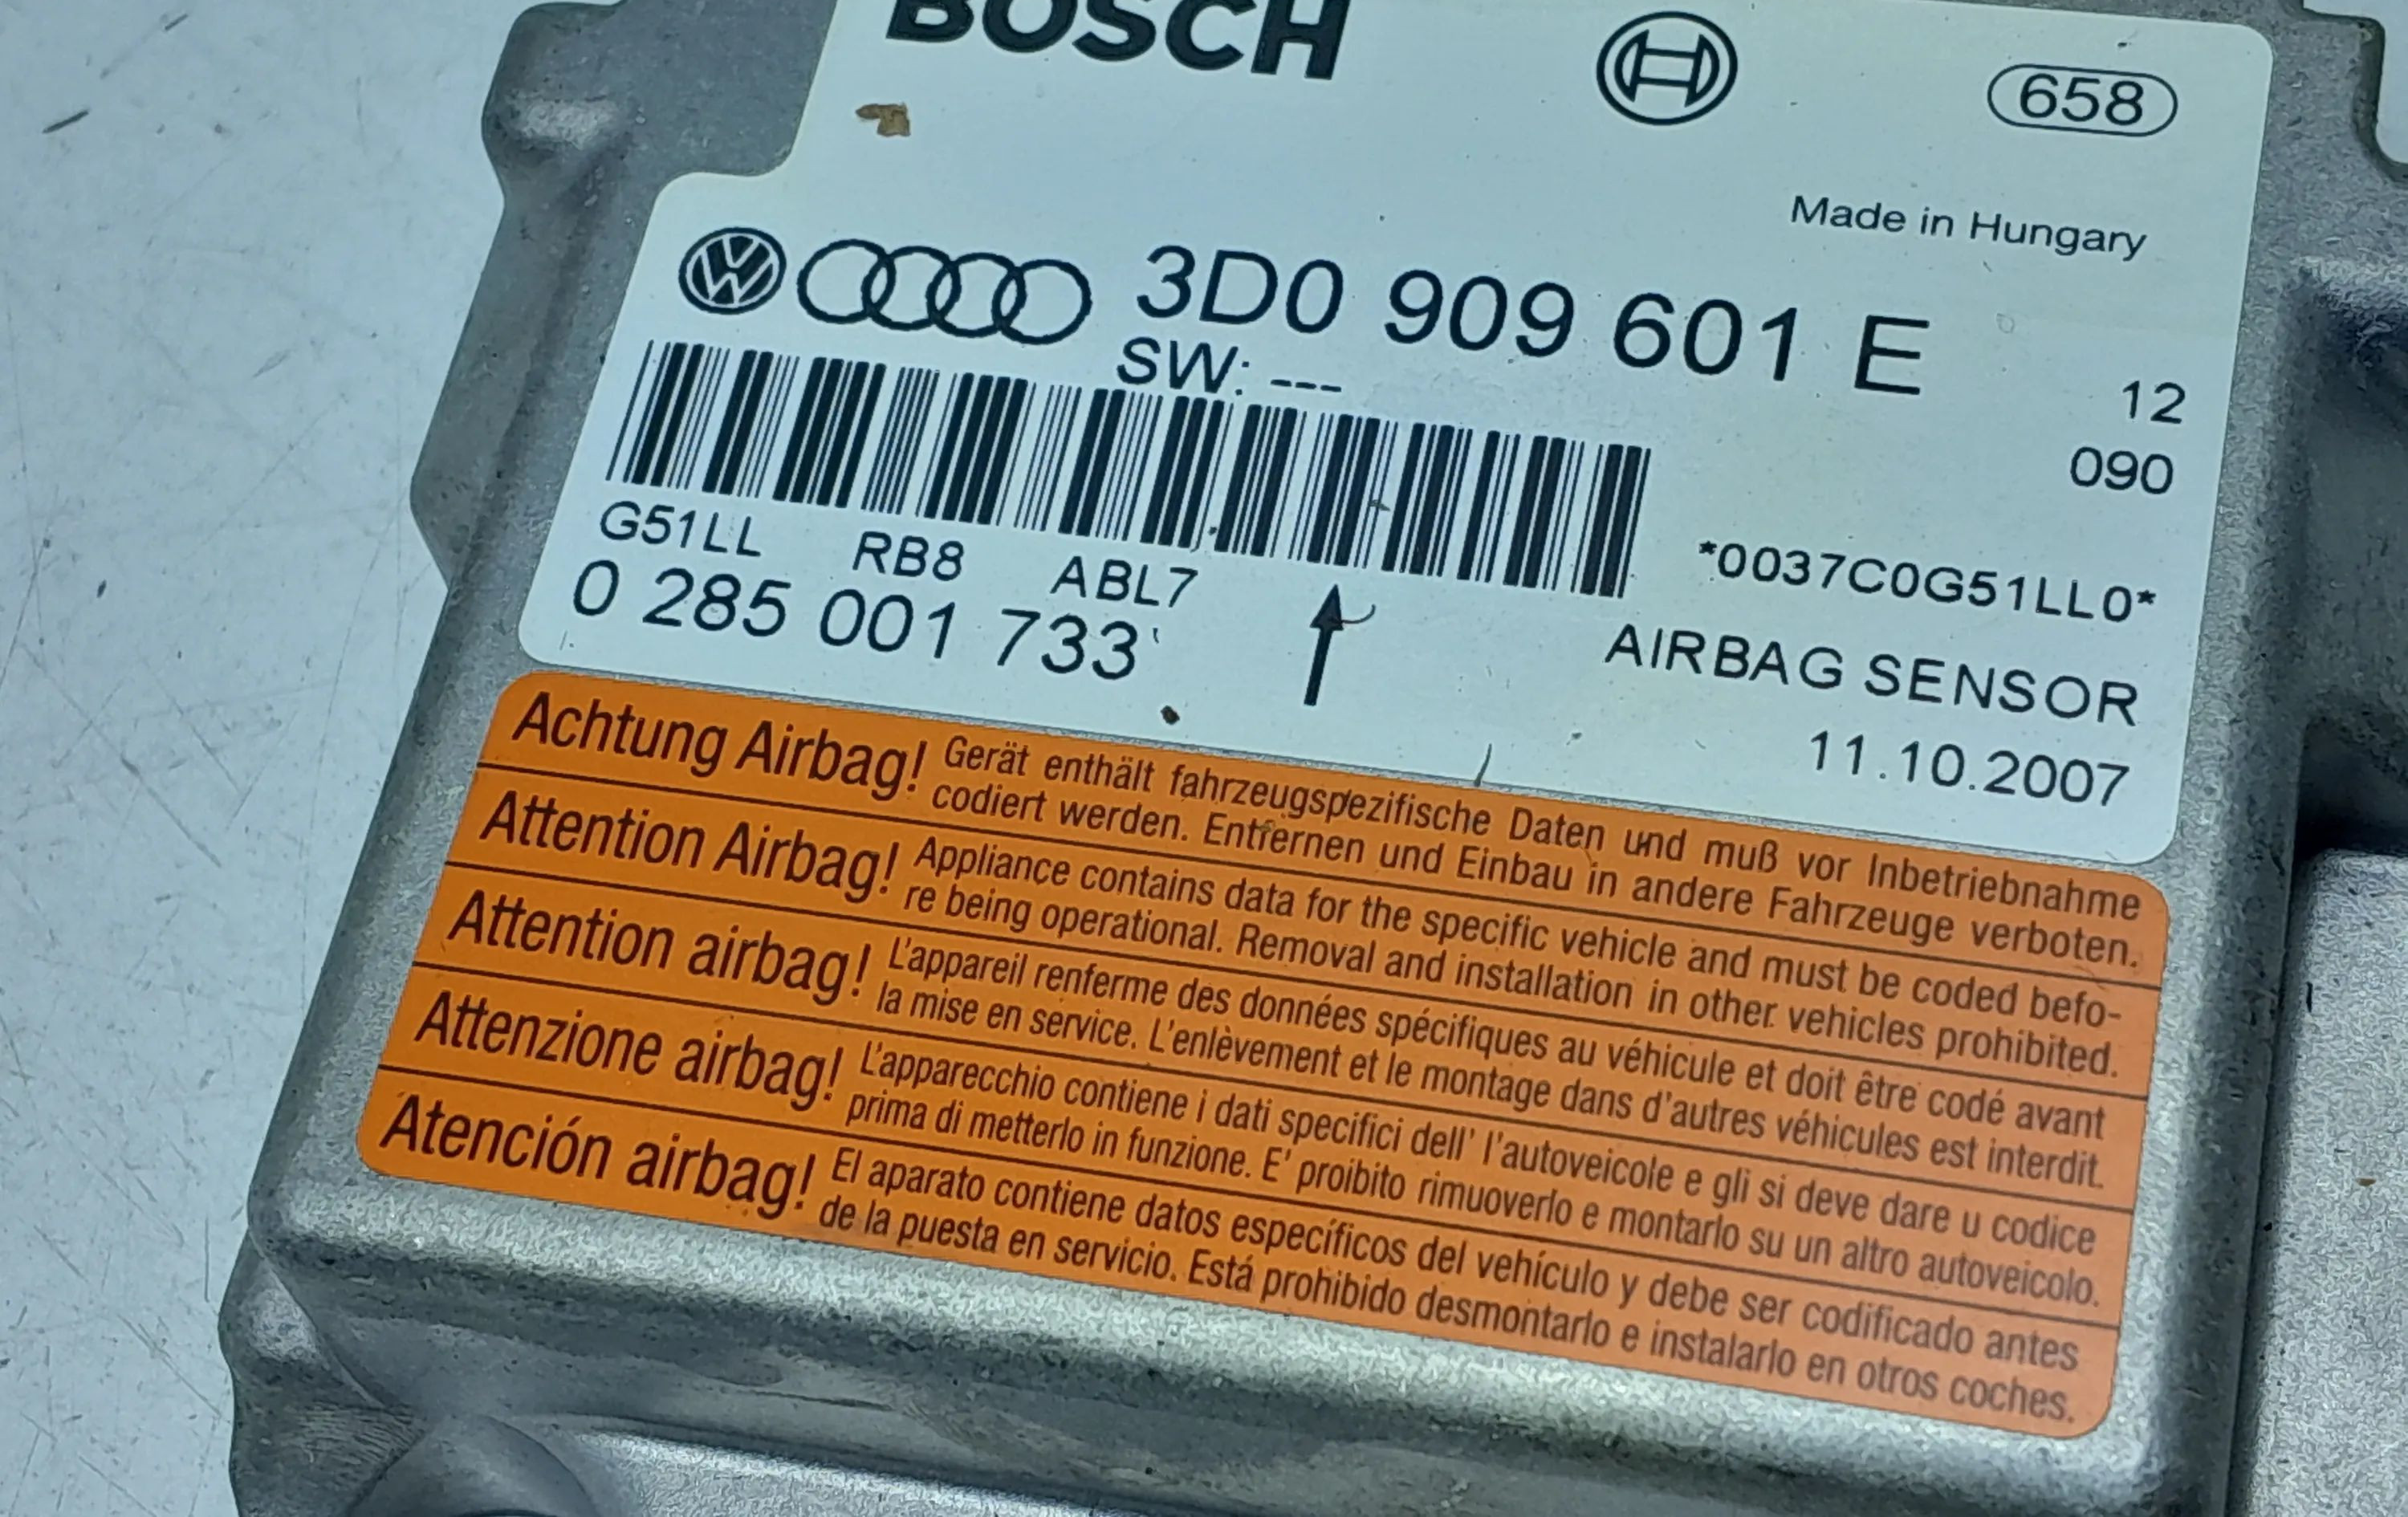 BOSCH
658
Made in Hungary
3D0 909 601 E
SW: ---
12
090
G51LL RB8 ABL7
*0037C0G51LL0*
0 285 001 733
AIRBAG SENSOR
11.10.2007
Achtung Airbag! Gerät enthält fahrzeugspezifische Daten und muß vor Inbetriebnahme
codiert werden. Entfernen und Einbau in andere Fahrzeuge verboten.
Attention Airbag! Appliance contains data for the specific vehicle and must be coded befo-
re being operational. Removal and installation in other vehicles prohibited.
Attention airbag! L'appareil renferme des données spécifiques au véhicule et doit être codé avant
la mise en service. L'enlèvement et le montage dans d'autres véhicules est interdit.
Attenzione airbag! L'apparecchio contiene i dati specifici dell' l'autoveicole e gli si deve dare u codice
prima di metterlo in funzione. E' proibito rimuoverlo e montarlo su un altro autoveicolo.
Atención airbag! El aparato contiene datos específicos del vehículo y debe ser codificado antes
de la puesta en servicio. Está prohibido desmontarlo e instalarlo en otros coches.